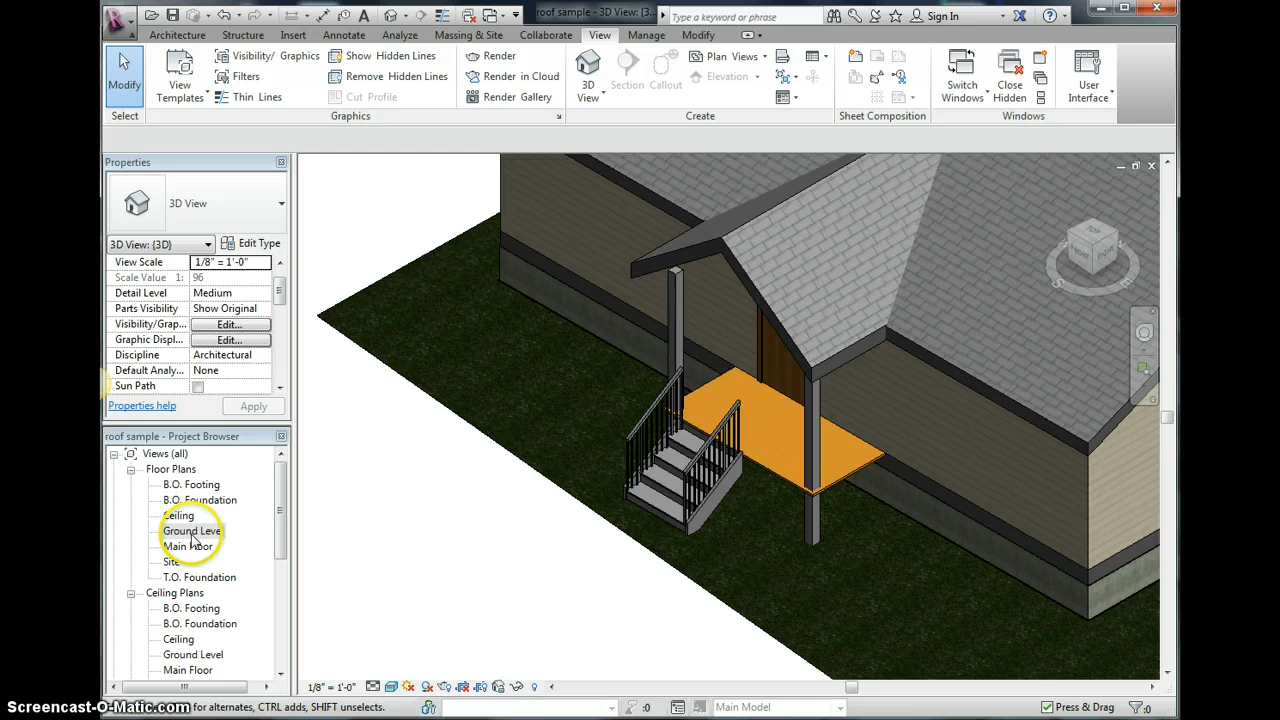 roof sample - 3D View: {3...
Type a keyword or phrase
Sign In
Architecture Structure Insert Annotate Analyze Massing & Site Collaborate View Manage Modify
Modify
View Templates
Visibility/ Graphics
Filters
Thin Lines
Show Hidden Lines
Remove Hidden Lines
Cut Profile
Render
Render in Cloud
Render Gallery
3D View
Section
Callout
Plan Views
Elevation
Switch Windows
Close Hidden
User Interface
Select Graphics Create Sheet Composition Windows
Properties
3D View
3D View: {3D} Edit Type
View Scale 1/8" = 1'-0"
Scale Value 1: 96
Detail Level Medium
Parts Visibility Show Original
Visibility/Grap... Edit...
Graphic Displ... Edit...
Discipline Architectural
Default Analy... None
Sun Path
Properties help Apply
roof sample - Project Browser
Views (all)
Floor Plans
B.O. Footing
B.O. Foundation
Ceiling
Ground Level
Main Floor
Site
T.O. Foundation
Ceiling Plans
B.O. Footing
B.O. Foundation
Ceiling
Ground Level
Main Floor
TOP
FRONT
S
E
1/8" = 1'-0"
Screencast-O-Matic.com for alternates, CTRL adds, SHIFT unselects. :0 Main Model Press & Drag :0